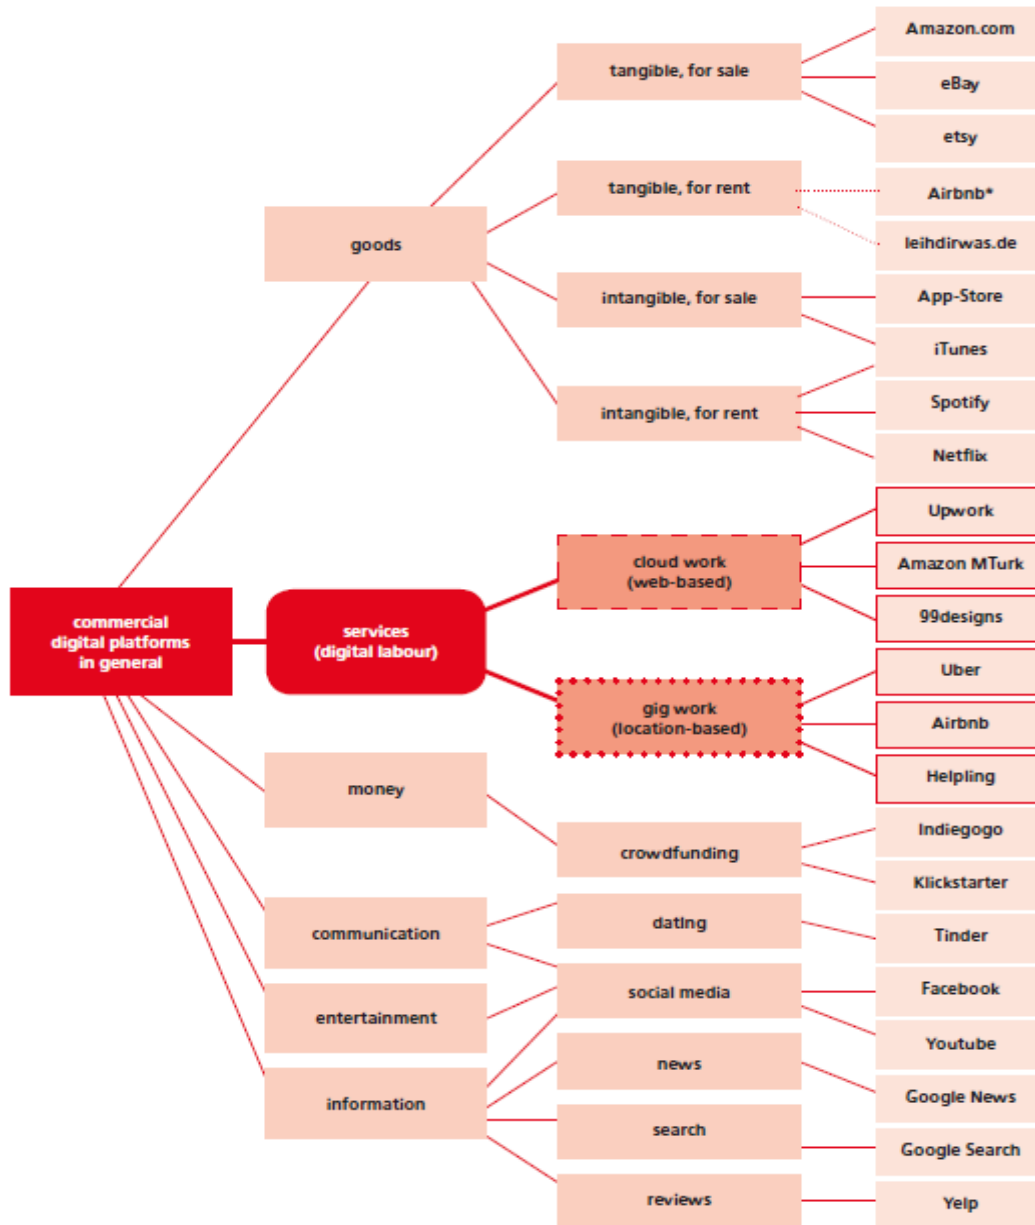 commercial
digital platforms
in general
goods
services
(digital labour)
money
communication
entertainment
information
tangible, for sale
tangible, for rent
intangible, for sale
intangible, for rent
cloud work
(web-based)
gig work
(location-based)
crowdfunding
dating
social media
news
search
reviews
Amazon.com
eBay
etsy
Airbnb*
leihdirwas.de
App-Store
iTunes
Spotify
Netflix
Upwork
Amazon MTurk
99designs
Uber
Airbnb
Helpling
Indiegogo
Klickstarter
Tinder
Facebook
Youtube
Google News
Google Search
Yelp